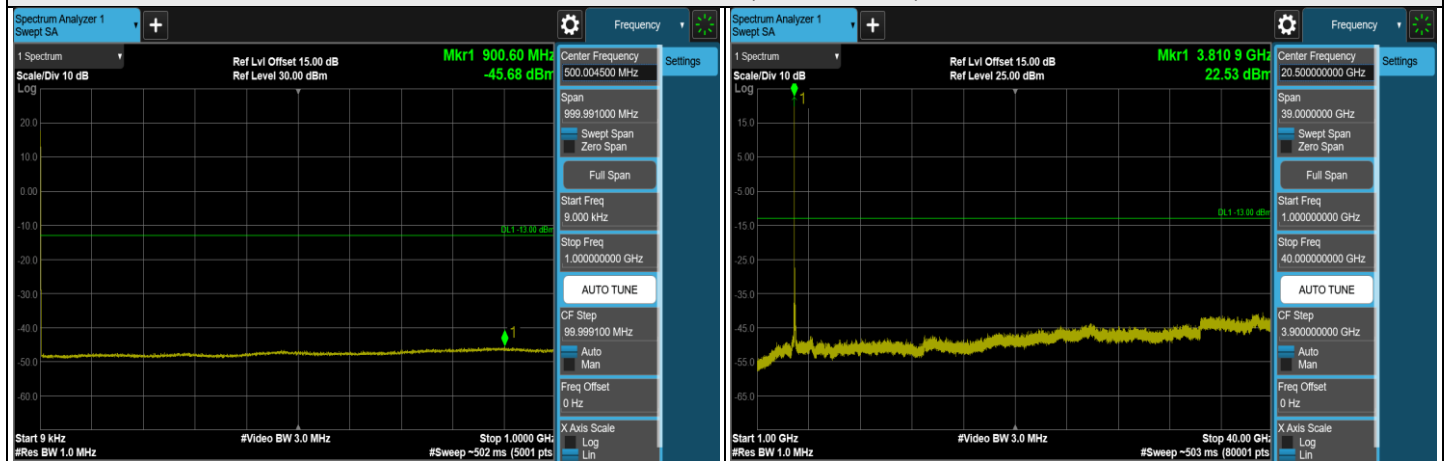 Spectrum Analyzer 1
Swept SA
+
Frequency
1 Spectrum
Scale/Div 10 dB
Log
Ref Lvl Offset 15.00 dB
Ref Level 30.00 dBm
Mkr1 900.60 MHz
-45.68 dBm
20.0
10.0
0.00
-10.0
-20.0
-30.0
-40.0
-50.0
-60.0
DL1 -13.00 dBm
1
Start 9 kHz
#Res BW 1.0 MHz
#Video BW 3.0 MHz
Stop 1.0000 GHz
#Sweep ~502 ms (5001 pts
Center Frequency
500.004500 MHz
Span
999.991000 MHz
Swept Span
Zero Span
Full Span
Start Freq
9.000 kHz
Stop Freq
1.000000000 GHz
AUTO TUNE
CF Step
99.999100 MHz
Auto
Man
Freq Offset
0 Hz
X Axis Scale
Log
Lin
Settings
Spectrum Analyzer 1
Swept SA
+
Frequency
1 Spectrum
Scale/Div 10 dB
Log
Ref Lvl Offset 15.00 dB
Ref Level 25.00 dBm
Mkr1 3.810 9 GHz
22.53 dBm
1
15.0
5.00
-5.00
-15.0
-25.0
-35.0
-45.0
-55.0
-65.0
DL1 -13.00 dBm
Start 1.00 GHz
#Res BW 1.0 MHz
#Video BW 3.0 MHz
Stop 40.00 GHz
#Sweep ~503 ms (80001 pts
Center Frequency
20.500000000 GHz
Span
39.0000000 GHz
Swept Span
Zero Span
Full Span
Start Freq
1.000000000 GHz
Stop Freq
40.000000000 GHz
AUTO TUNE
CF Step
3.900000000 GHz
Auto
Man
Freq Offset
0 Hz
X Axis Scale
Log
Lin
Settings